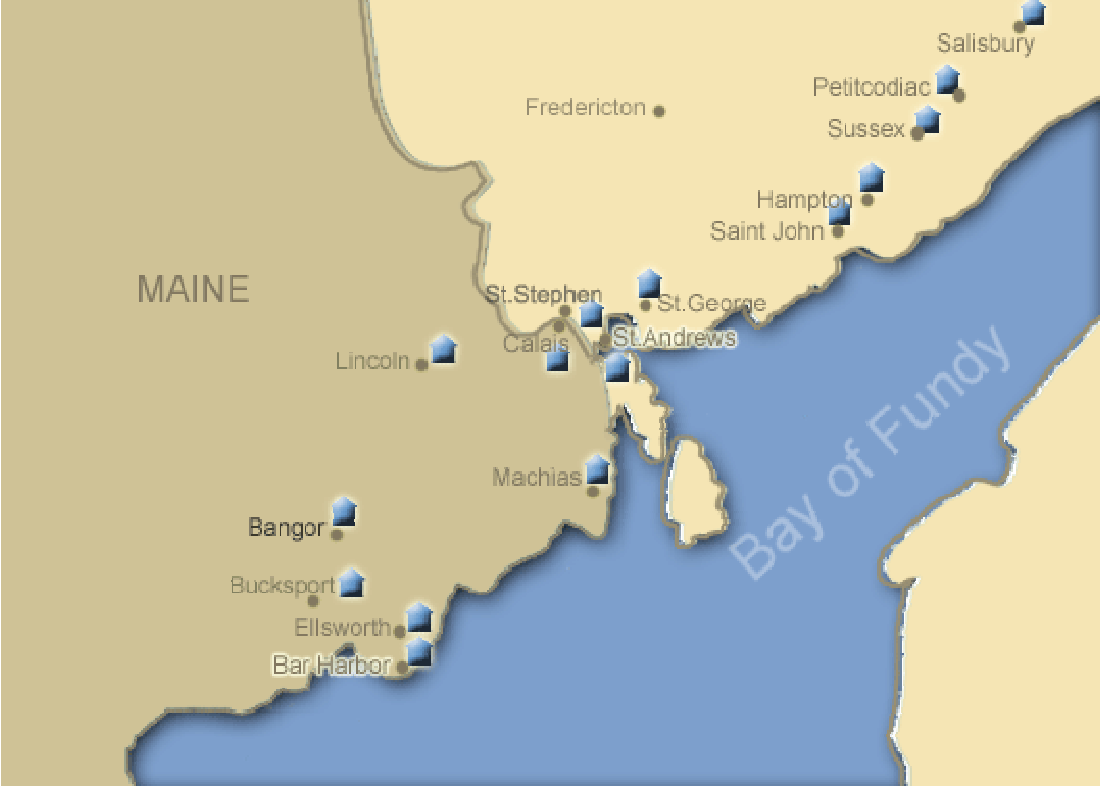 Salisbury
Petitcodiac
Fredericton
Sussex
Hampton
Saint John
MAINE
St.Stephen
St.George
St.Andrews
Calais
Lincoln
Bay of Fundy
Machias
Bangor
Bucksport
Ellsworth
Bar Harbor